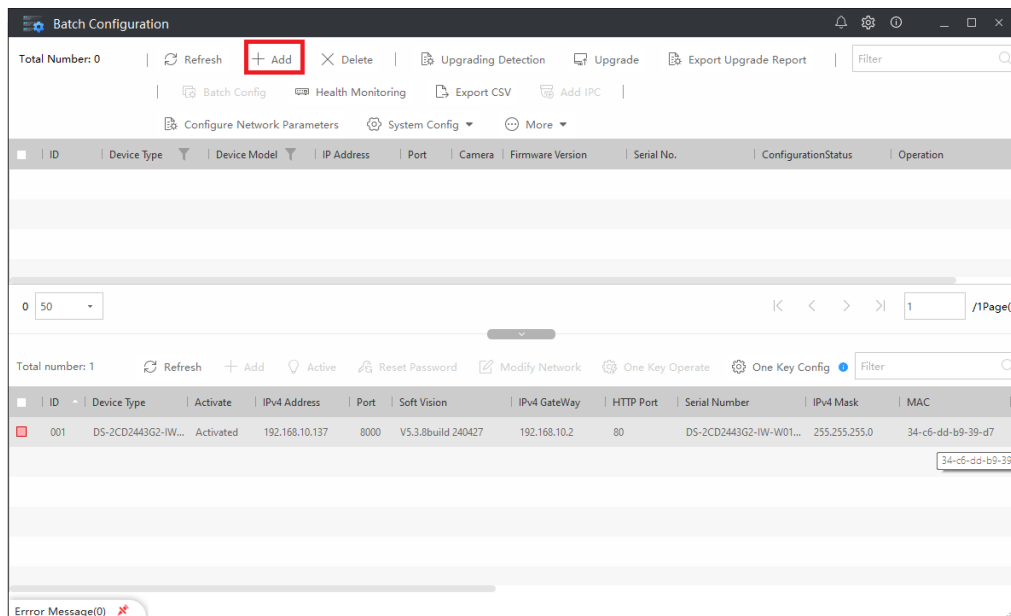 Batch Configuration
Total Number: 0 Refresh Add Delete Upgrading Detection Upgrade Export Upgrade Report Filter
Batch Config Health Monitoring Export CSV Add IPC
Configure Network Parameters System Config More
ID Device Type Device Model IP Address Port Camera Firmware Version Serial No. ConfigurationStatus Operation
0 50 1 /1Page(
Total number: 1 Refresh Add Active Reset Password Modify Network One Key Operate One Key Config Filter
ID Device Type Activate IPv4 Address Port Soft Vision IPv4 GateWay HTTP Port Serial Number IPv4 Mask MAC
001 DS-2CD2443G2-IW... Activated 192.168.10.137 8000 V5.3.8build 240427 192.168.10.2 80 DS-2CD2443G2-IW-W01... 255.255.255.0 34-c6-dd-b9-39-d7
34-c6-dd-b9-39
Errror Message(0)